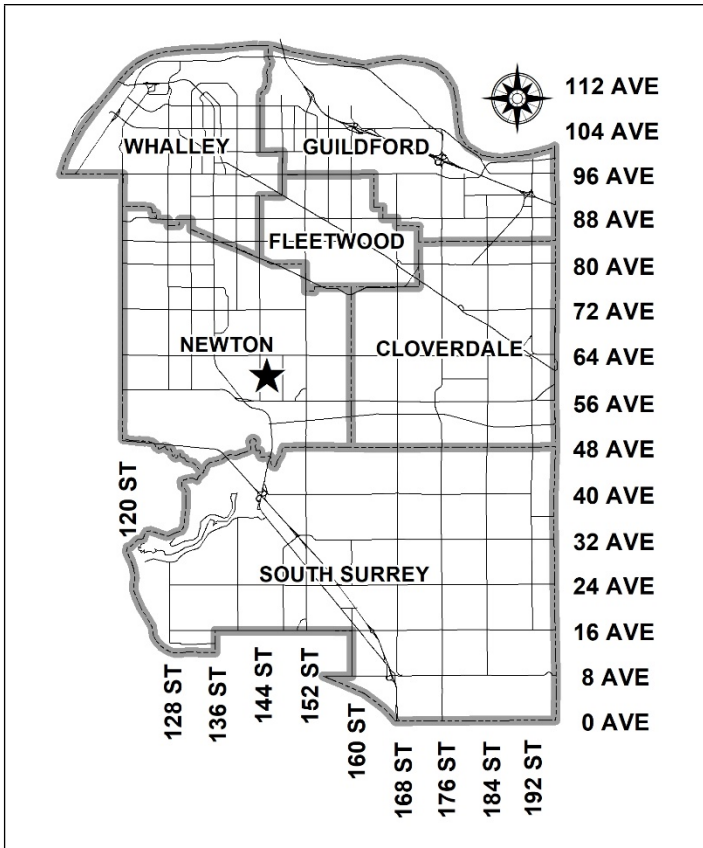 112 AVE
104 AVE
WHALLEY
GUILDFORD
96 AVE
88 AVE
FLEETWOOD
80 AVE
72 AVE
NEWTON
CLOVERDALE
64 AVE
56 AVE
48 AVE
120 ST
40 AVE
32 AVE
SOUTH SURREY
24 AVE
16 AVE
8 AVE
0 AVE
128 ST
136 ST
144 ST
152 ST
160 ST
168 ST
176 ST
184 ST
192 ST